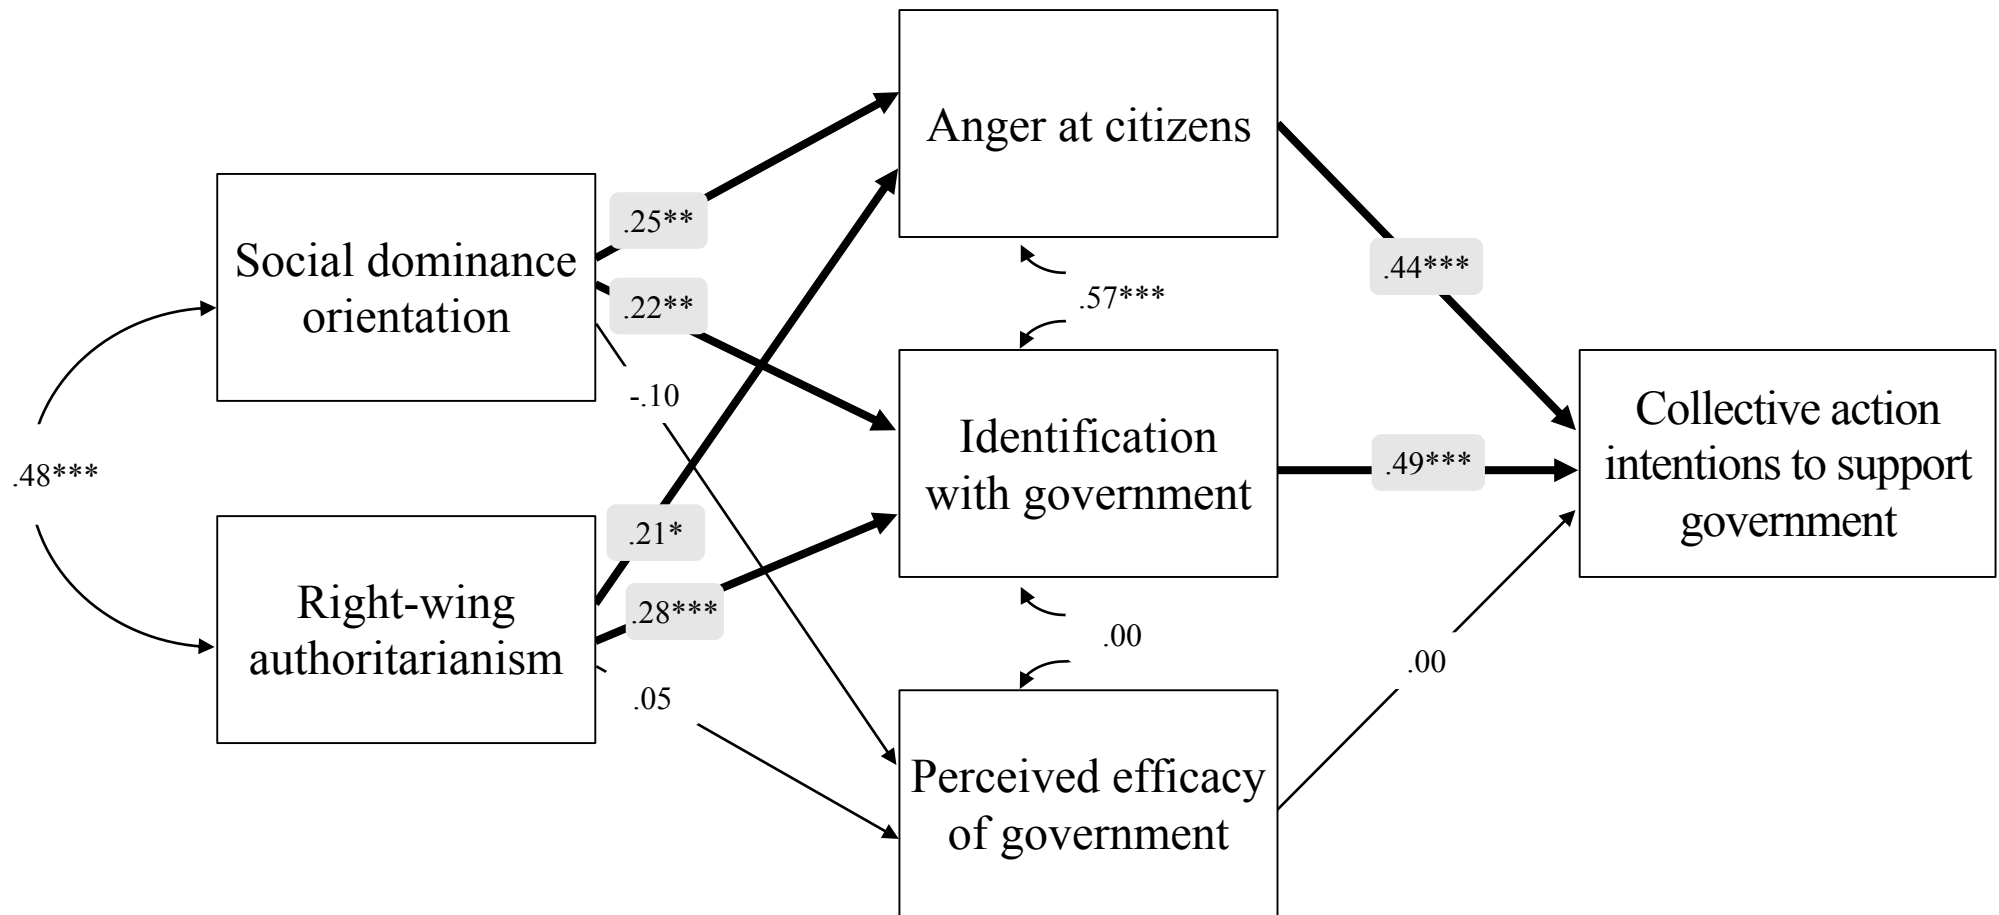 Anger at citizens
.25**
Social dominance
orientation
.22**
.44***
.57***
-.10
Collective action
intentions to support
government
Identification
with government
.49***
.48***
.21*
Right-wing
authoritarianism
.28***
.00
.00
.05
Perceived efficacy
of government